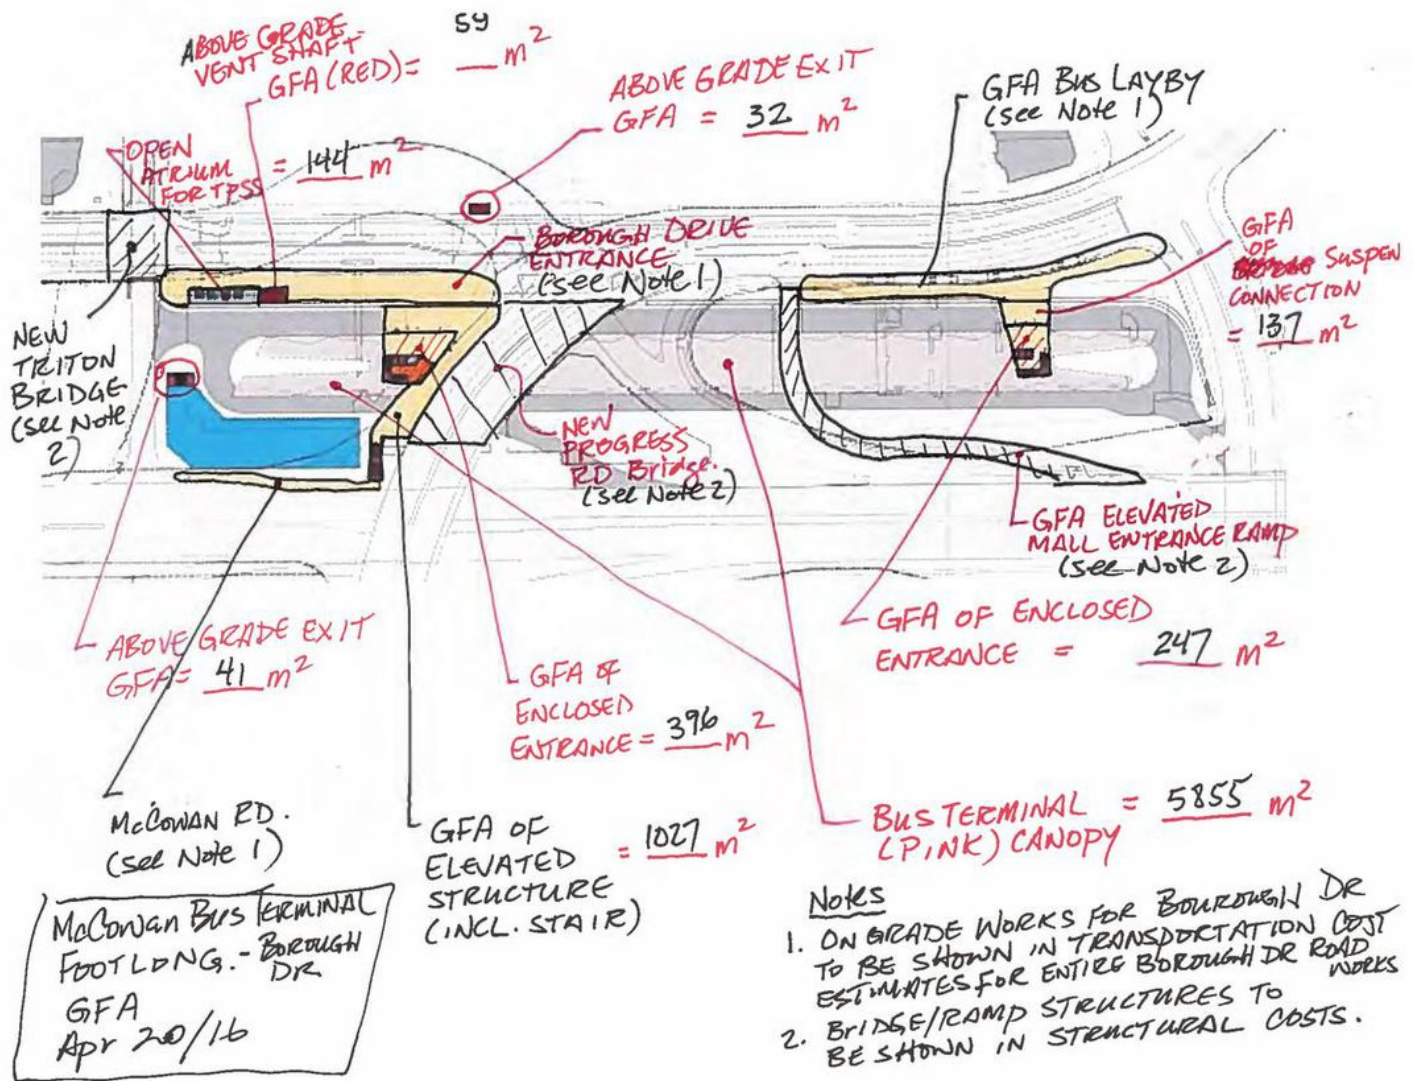 ABOVE GRADE
VENT SHAFT
GFA (RED) = 59 m²
ABOVE GRADE EXIT
GFA = 32 m²
GFA BUS LAYBY
(see Note 1)
OPEN
ATRIUM
FOR TPSS = 144 m²
BOROUGH DRIVE
ENTRANCE
(see Note 1)
GFA
OF
SUSPEN
CONNECTION
= 137 m²
NEW
TRITON
BRIDGE
(see Note
2)
NEW
PROGRESS
RD Bridge.
(see Note 2)
GFA ELEVATED
MALL ENTRANCE RAMP
(see Note 2)
ABOVE GRADE EXIT
GFA = 41 m²
GFA OF
ENCLOSED
ENTRANCE = 396 m²
GFA OF ENCLOSED
ENTRANCE = 247 m²
McCOWAN RD.
(see Note 1)
GFA OF
ELEVATED
STRUCTURE
(INCL. STAIR) = 1027 m²
BUS TERMINAL
(PINK) CANOPY = 5855 m²
McCowan Bus TERMINAL
FOOTLONG. - BOROUGH
DR
GFA
Apr 20/16
Notes
1. ON GRADE WORKS FOR BOUROUGH DR
TO BE SHOWN IN TRANSPORTATION COST
ESTIMATES FOR ENTIRE BOROUGH DR ROAD
WORKS
2. BRIDGE/RAMP STRUCTURES TO
BE SHOWN IN STRUCTURAL COSTS.